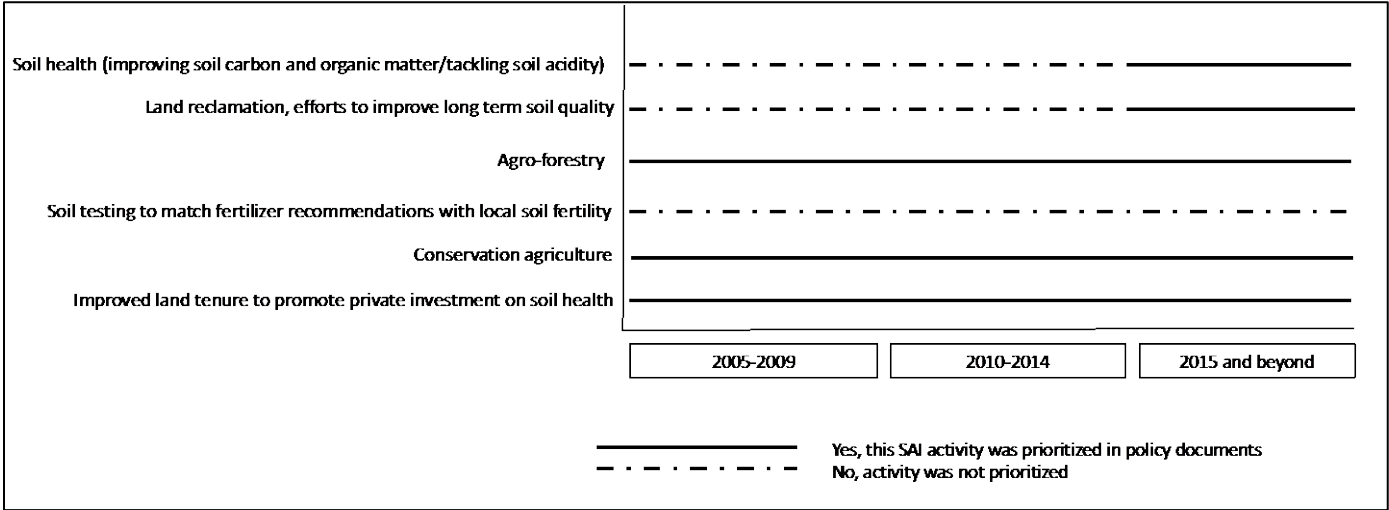 Soil health (improving soil carbon and organic matter/tackling soil acidity)
Land reclamation, efforts to improve long term soil quality
Agro-forestry
Soil testing to match fertilizer recommendations with local soil fertility
Conservation agriculture
Improved land tenure to promote private investment on soil health
2005-2009
2010-2014
2015 and beyond
Yes, this SAI activity was prioritized in policy documents
No, activity was not prioritized